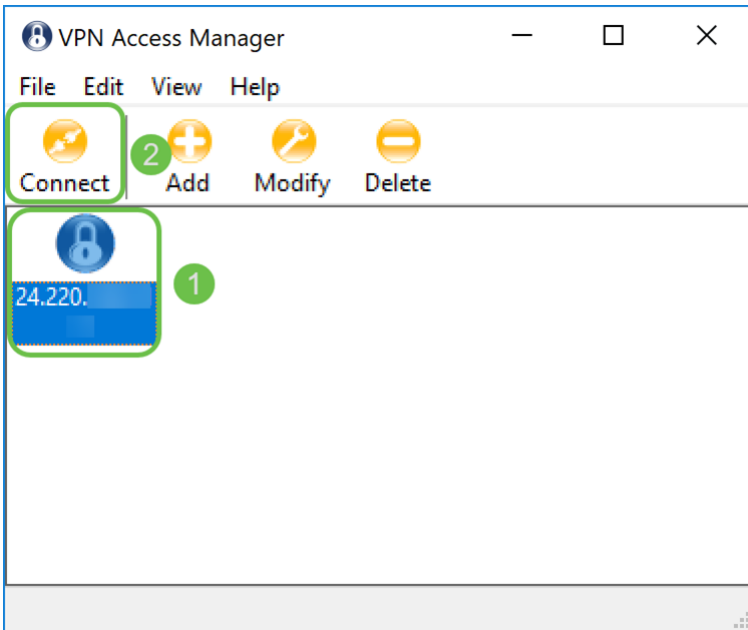 VPN Access Manager
File Edit View Help
2
Connect Add Modify Delete
1
24.220.